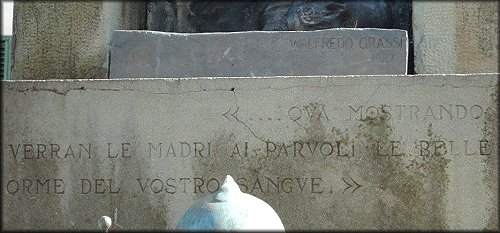 WALFREDO GRASSI
«....QVA MOSTRANDO
VERRAN LE MADRI AI PARVOLI LE BELLE
ORME DEL VOSTRO SANGVE.»